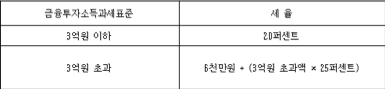 금융투자소득과세표준 세 율
3억원 이하 20퍼센트
3억원 초과 6천만원 + (3억원 초과액 × 25퍼센트)